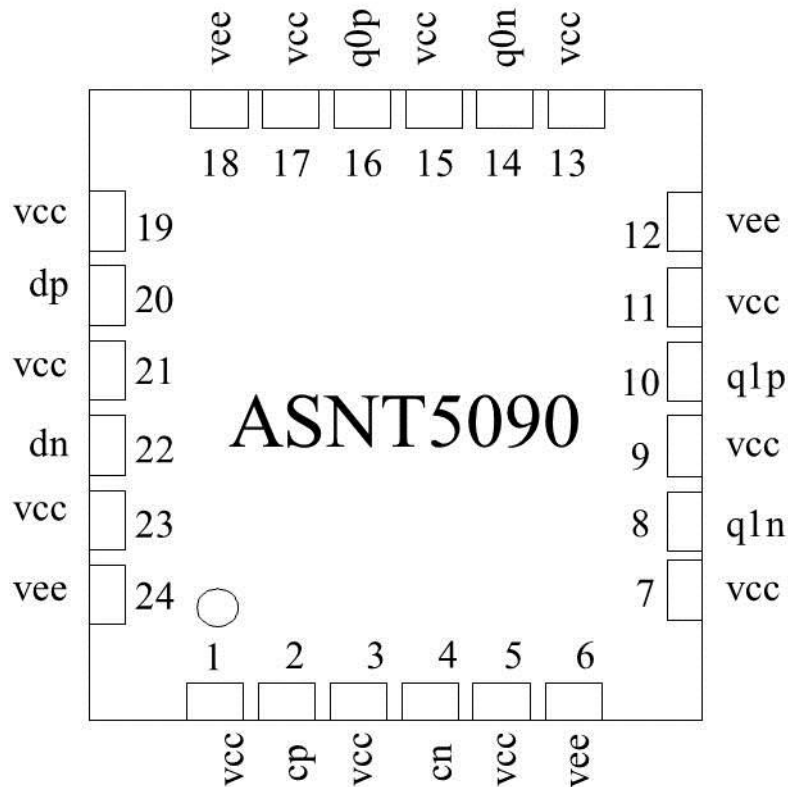 vee vcc q0p vcc q0n vcc
18 17 16 15 14 13
vcc 19
dp 20
vcc 21
dn 22
vcc 23
vee 24
ASNT5090
12 vee
11 vcc
10 q1p
9 vcc
8 q1n
7 vcc
1 2 3 4 5 6
vcc cp vcc cn vcc vee